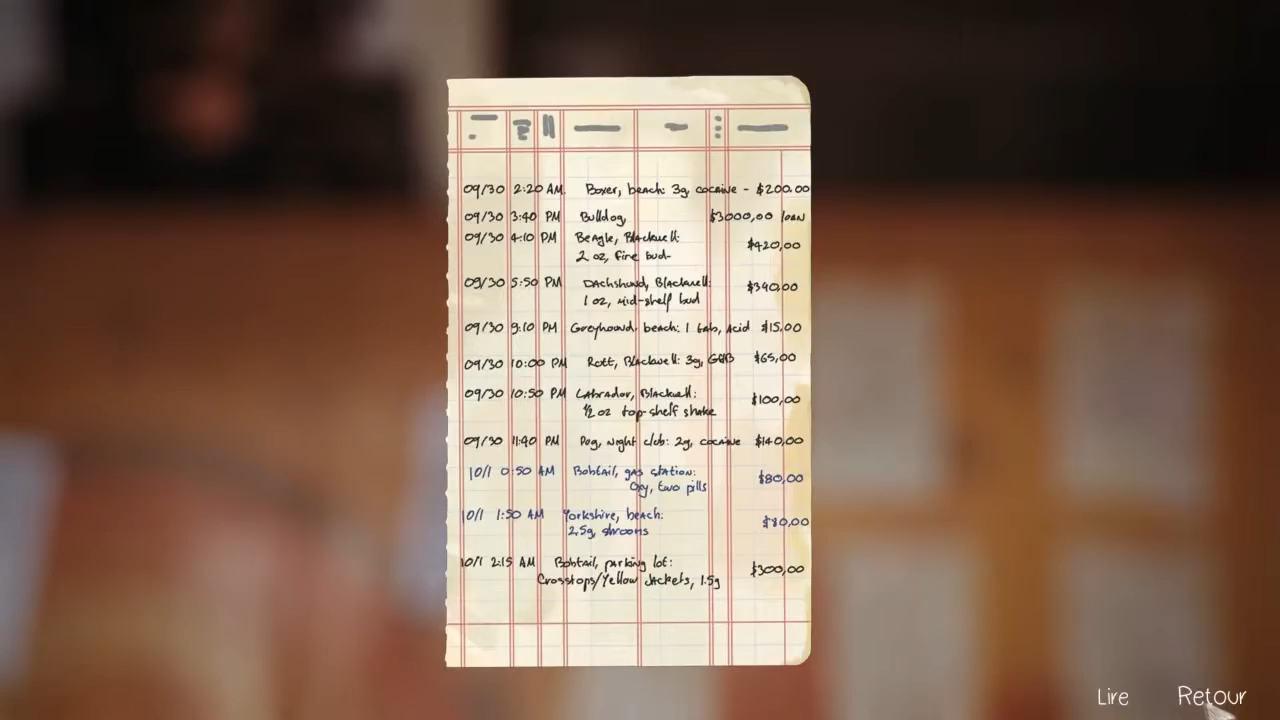 09/30 2:20 AM. Boxer, beach: 3g, cocaine - $200.00
09/30 3:40 PM Bulldog, $3000,00 loan
09/30 4:10 PM Beagle, Blackwell:
2 oz, fire bud- $420,00
09/30 5:50 PM Dachshund, Blackwell: $340,00
1 oz, mid-shelf bud
09/30 9:10 PM Greyhound, beach: 1 tab, Acid $15.00
09/30 10:00 PM Rott, Blackwell: 3g, GHB $65,00
09/30 10:50 PM Labrador, Blackwell: $100,00
1/2 oz top-shelf shake
09/30 11:40 PM Pug, night club: 2g, cocaine $140,00
10/1 0:50 AM Bobtail, gas station: $80,00
Oxy, two pills
10/1 1:50 AM Yorkshire, beach:
2,5g, shrooms
10/1 2:15 AM Bobtail, parking lot: $300,00
Crosstops/Yellow Jackets, 1.5g
Lire Retour